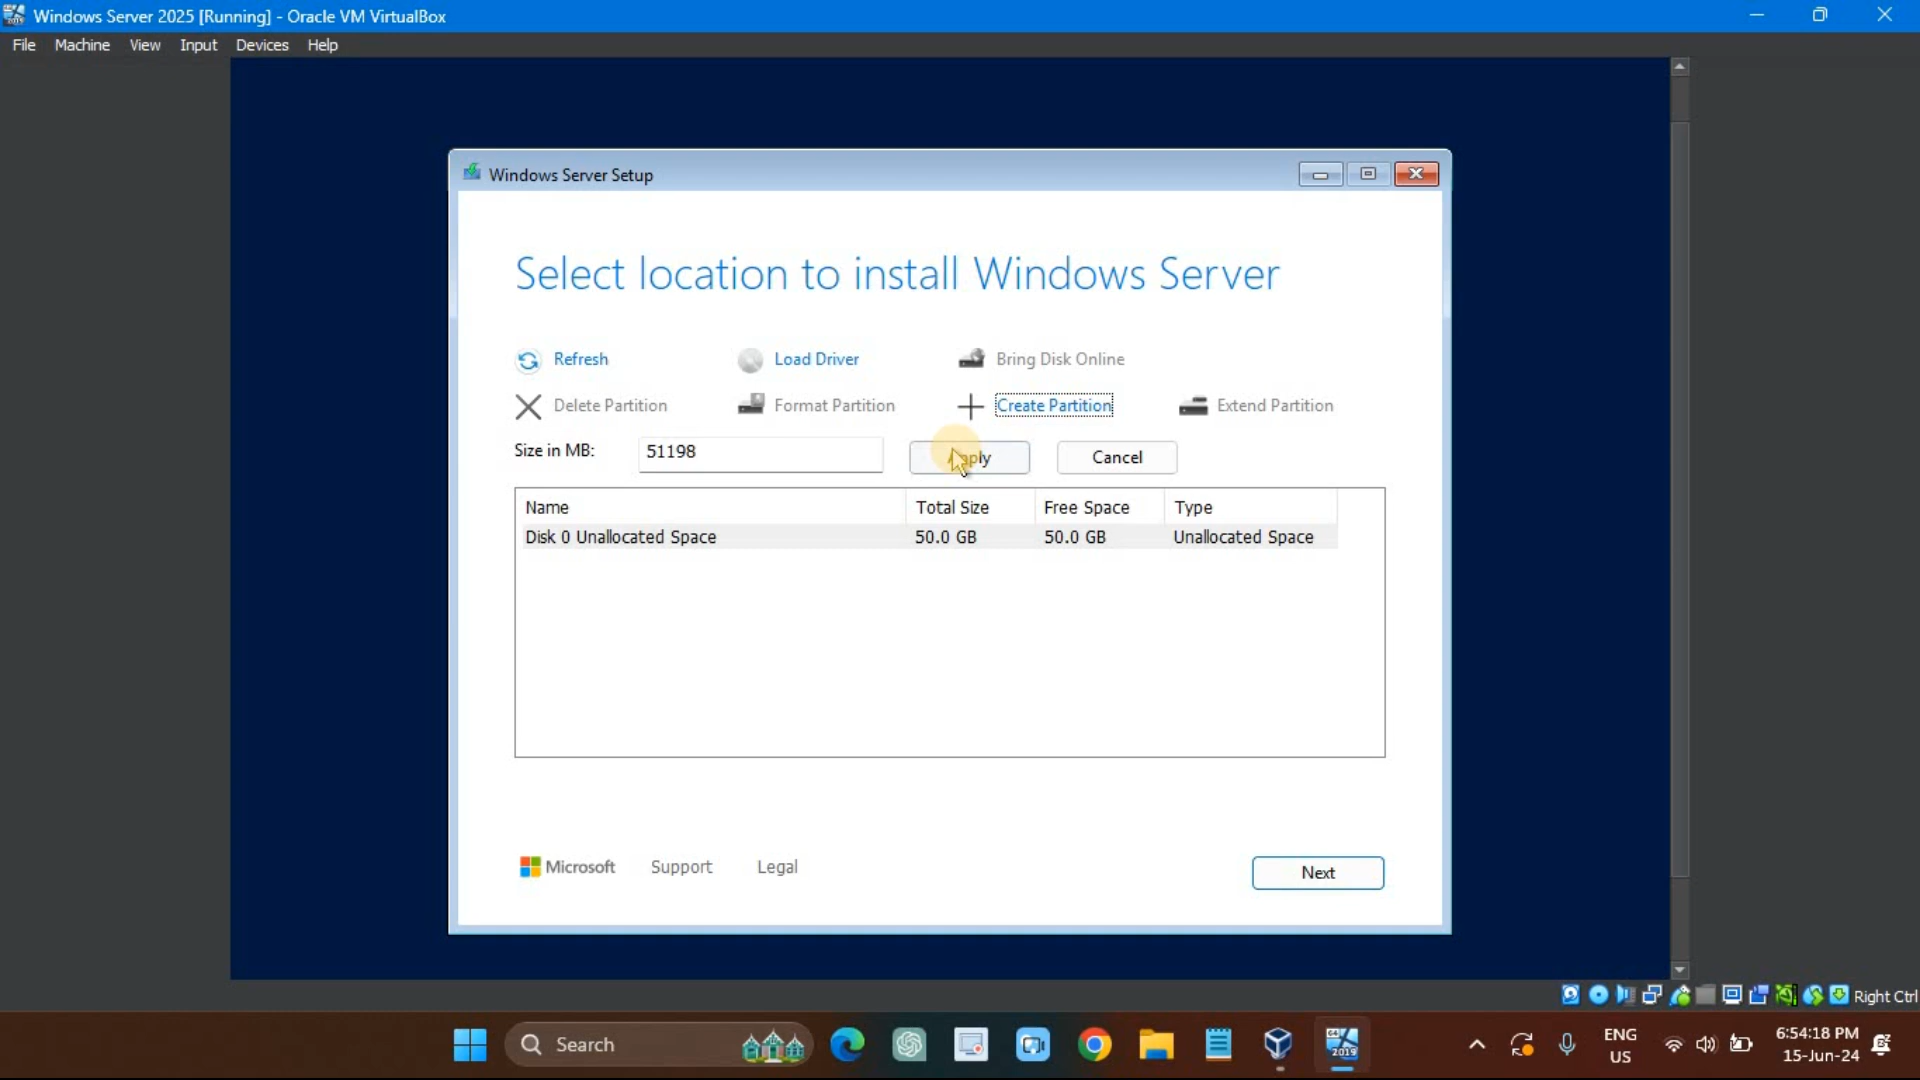 Windows Server 2025 [Running] - Oracle VM VirtualBox
File Machine View Input Devices Help
Windows Server Setup
Select location to install Windows Server
Refresh Load Driver Bring Disk Online
Delete Partition Format Partition Create Partition Extend Partition
Size in MB: 51198 Apply Cancel
Name Total Size Free Space Type
Disk 0 Unallocated Space 50.0 GB 50.0 GB Unallocated Space
Microsoft Support Legal Next
Right Ctrl
Search 64 2019 ENG 6:54:18 PM
US 15-Jun-24